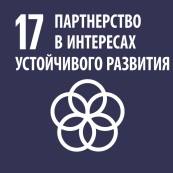 17 ПАРТНЕРСТВО
В ИНТЕРЕСАХ
УСТОЙЧИВОГО РАЗВИТИЯ